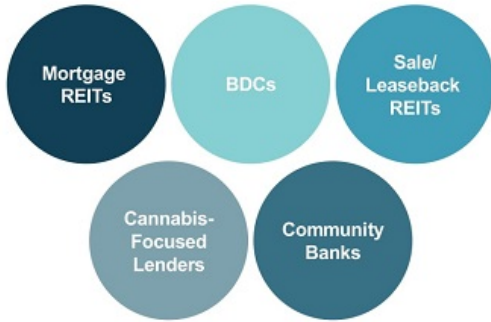 Mortgage
REITs
BDCs
Sale/
Leaseback
REITs
Cannabis-
Focused
Lenders
Community
Banks